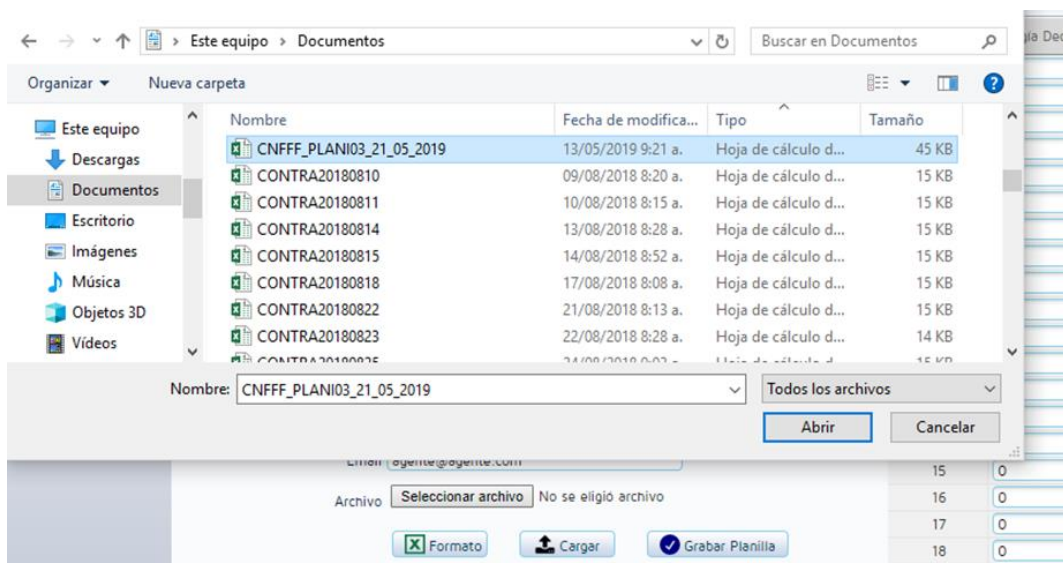 Este equipo > Documentos
Buscar en Documentos
gía Dec
Organizar
Nueva carpeta
Este equipo
Descargas
Documentos
Escritorio
Imágenes
Música
Objetos 3D
Vídeos
Nombre Fecha de modifica... Tipo Tamaño
CNFFF_PLANI03_21_05_2019 13/05/2019 9:21 a. Hoja de cálculo d... 45 KB
CONTRA20180810 09/08/2018 8:20 a. Hoja de cálculo d... 15 KB
CONTRA20180811 10/08/2018 8:15 a. Hoja de cálculo d... 15 KB
CONTRA20180814 13/08/2018 8:28 a. Hoja de cálculo d... 15 KB
CONTRA20180815 14/08/2018 8:52 a. Hoja de cálculo d... 15 KB
CONTRA20180818 17/08/2018 8:08 a. Hoja de cálculo d... 15 KB
CONTRA20180822 21/08/2018 8:13 a. Hoja de cálculo d... 15 KB
CONTRA20180823 22/08/2018 8:28 a. Hoja de cálculo d... 14 KB
Nombre: CNFFF_PLANI03_21_05_2019
Todos los archivos
Abrir Cancelar
Email agente@agente.com
Archivo Seleccionar archivo No se eligió archivo
Formato Cargar Grabar Planilla
15 0
16 0
17 0
18 0